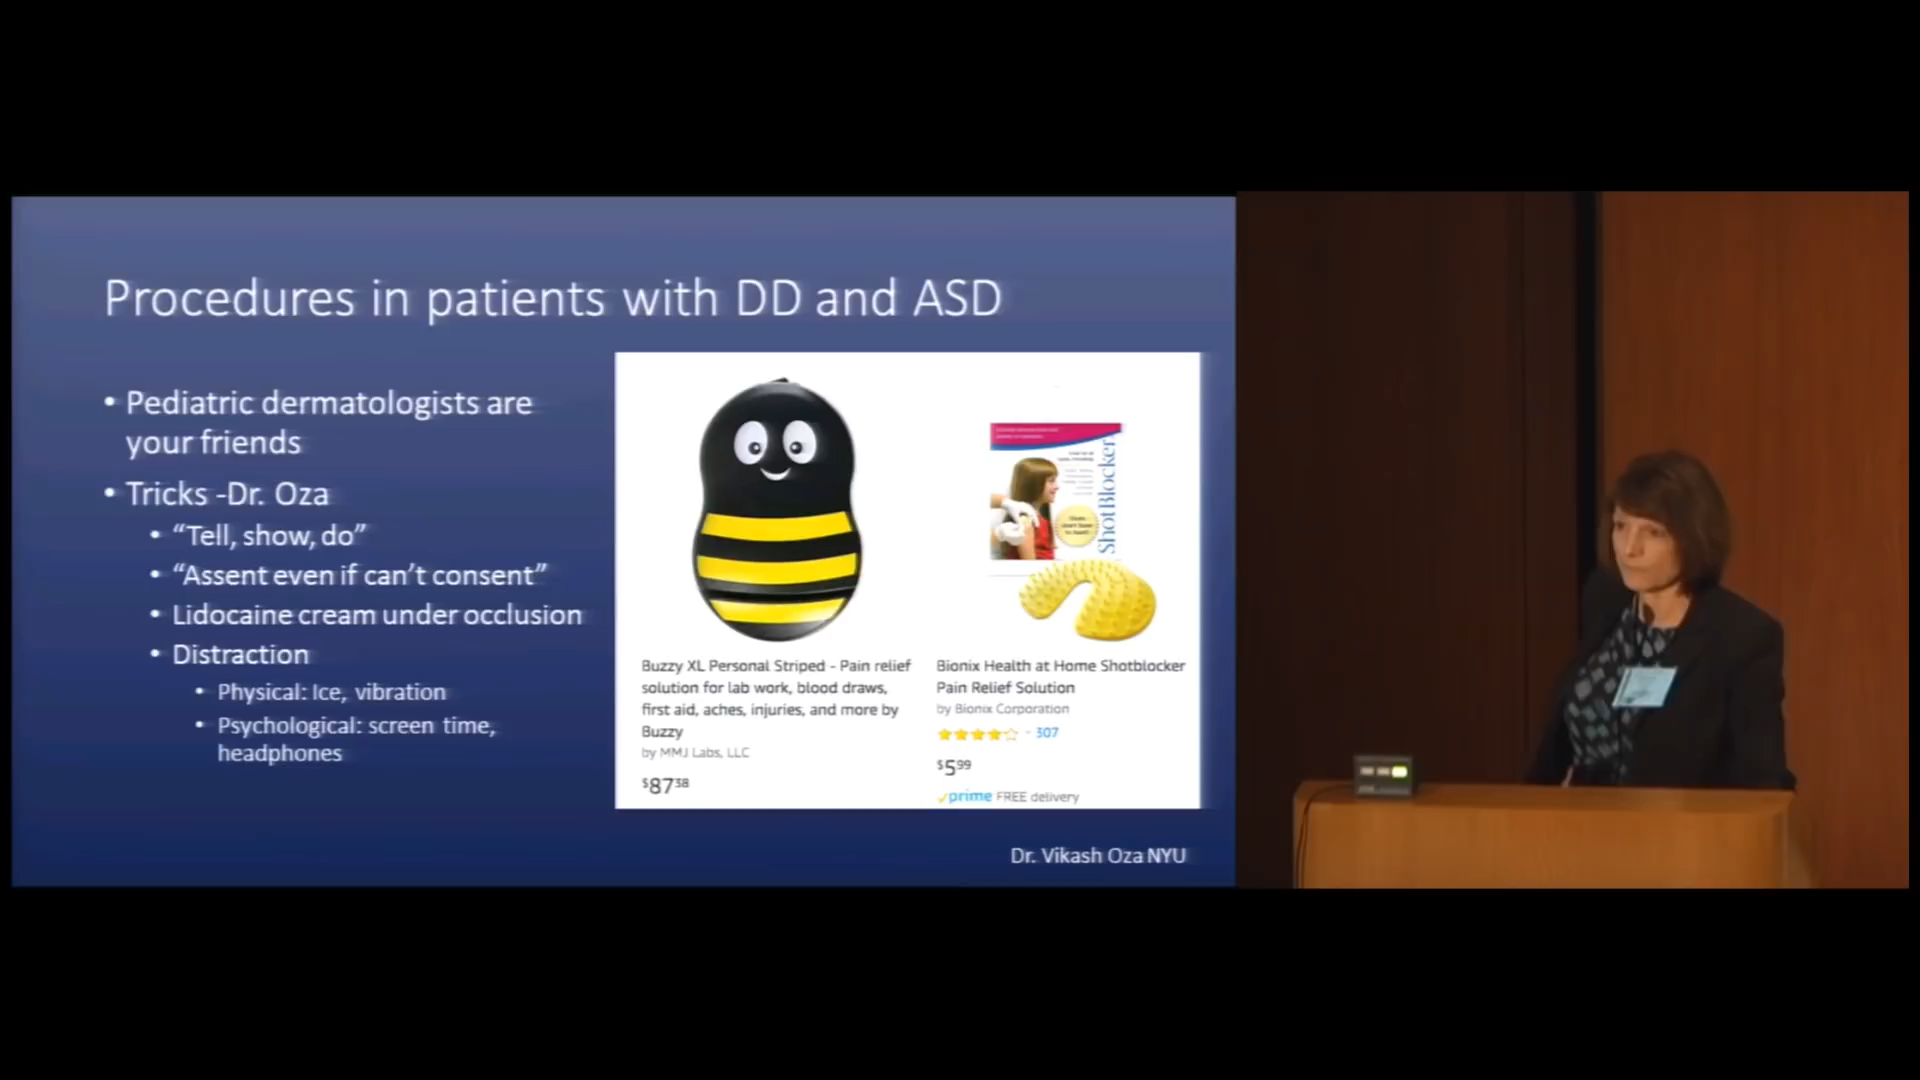 Procedures in patients with DD and ASD
• Pediatric dermatologists are
your friends
• Tricks -Dr. Oza
• “Tell, show, do”
• “Assent even if can’t consent”
• Lidocaine cream under occlusion
• Distraction
• Physical: Ice, vibration
• Psychological: screen time,
headphones
ShotBlocker
Buzzy XL Personal Striped - Pain relief
solution for lab work, blood draws,
first aid, aches, injuries, and more by
Buzzy
by MMJ Labs, LLC
$87.38
Bionix Health at Home Shotblocker
Pain Relief Solution
by Bionix Corporation
307
$5.99
prime FREE delivery
Dr. Vikash Oza NYU